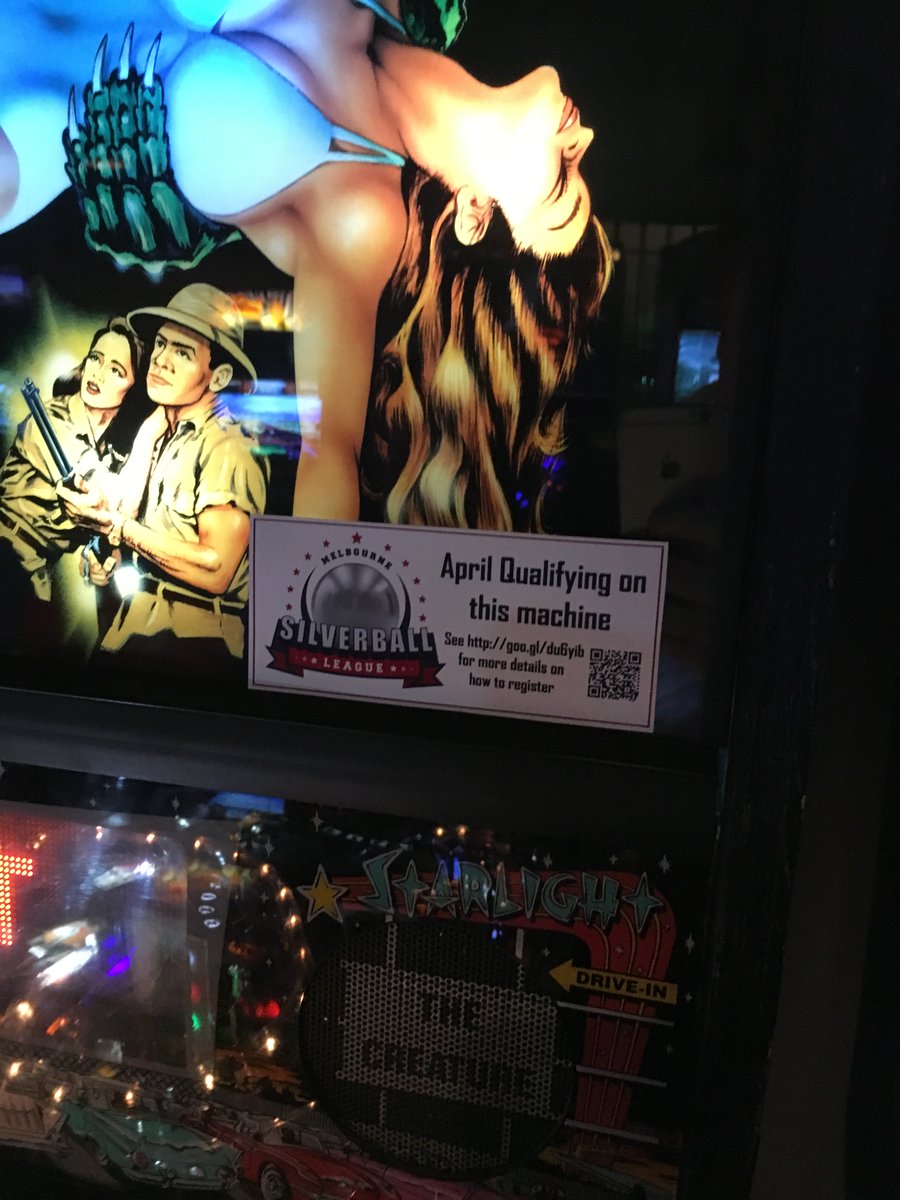 MELBOURNE
SILVERBALL
LEAGUE
April Qualifying on
this machine
See http://goo.gl/du6yib
for more details on
how to register
T
STARLIGHT
DRIVE-IN
THE
CREATURE